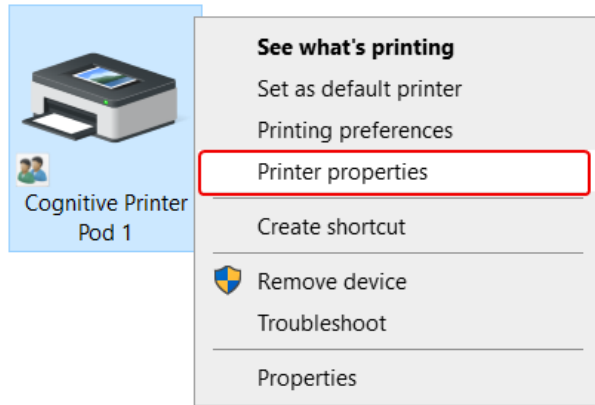 Cognitive Printer
Pod 1
See what's printing
Set as default printer
Printing preferences
Printer properties
Create shortcut
Remove device
Troubleshoot
Properties